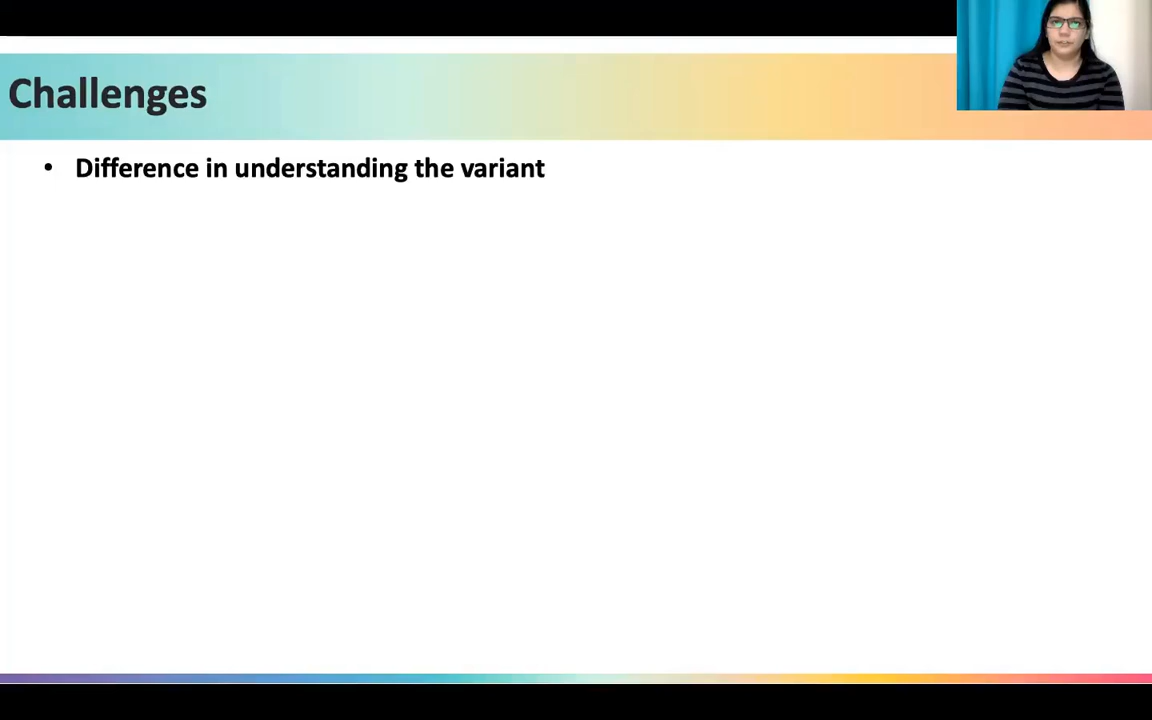 Challenges
• Difference in understanding the variant